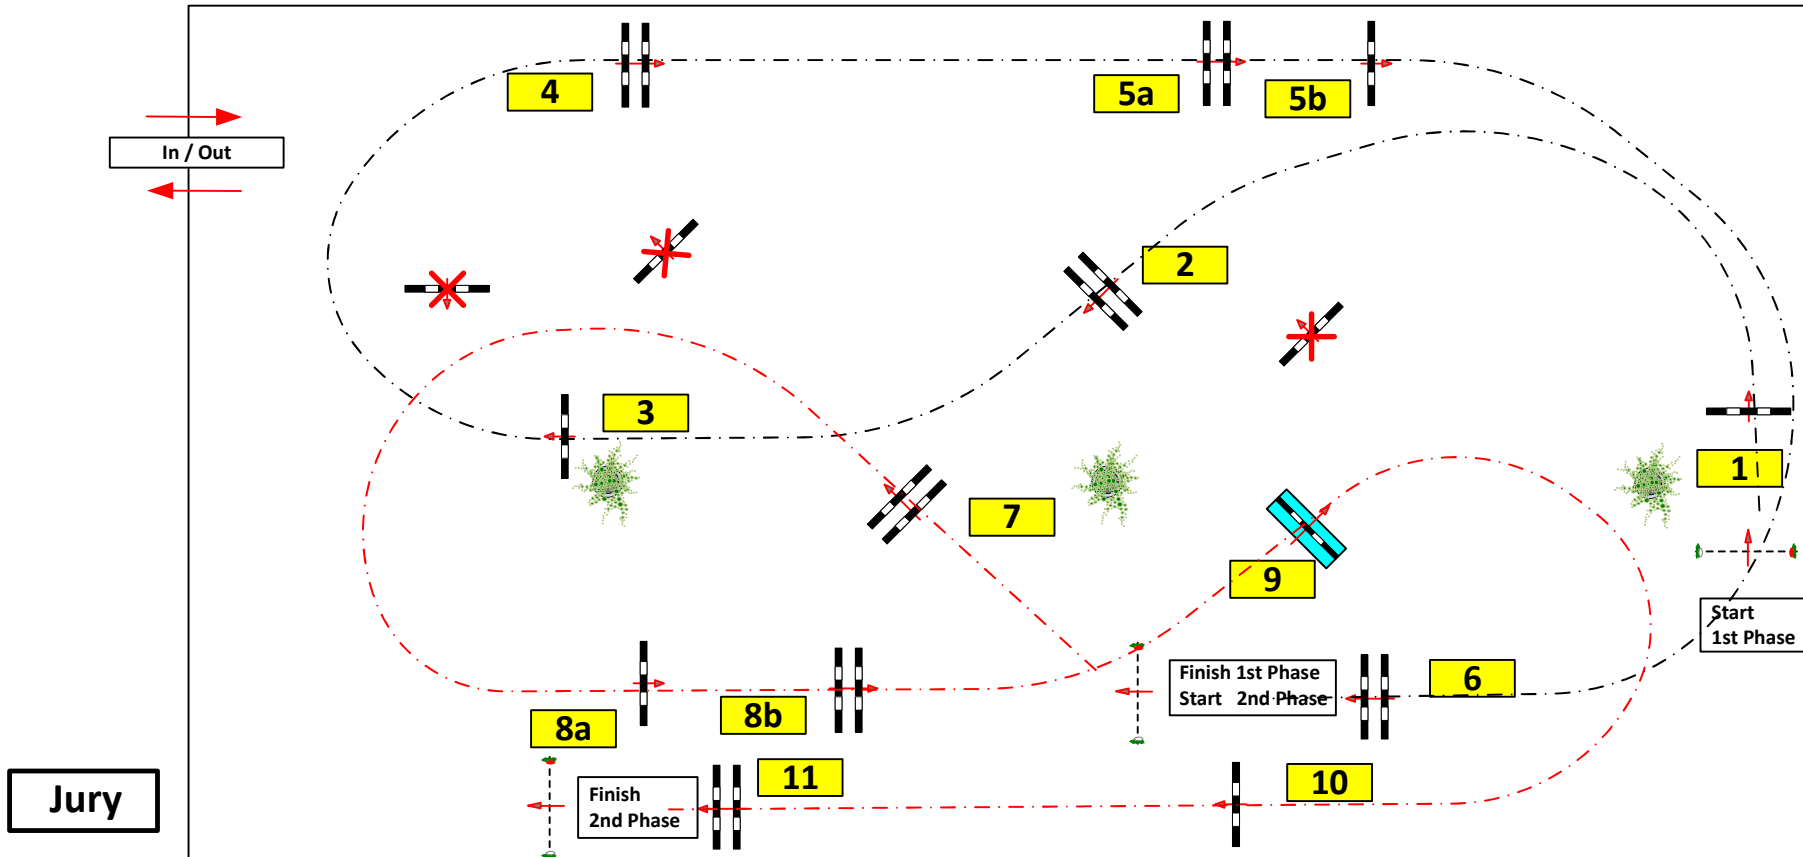 4
5a
5b
In / Out
2
3
1
7
9
Start
1st Phase
Finish 1st Phase
Start 2nd Phase
6
8a
8b
11
10
Jury
Finish
2nd Phase